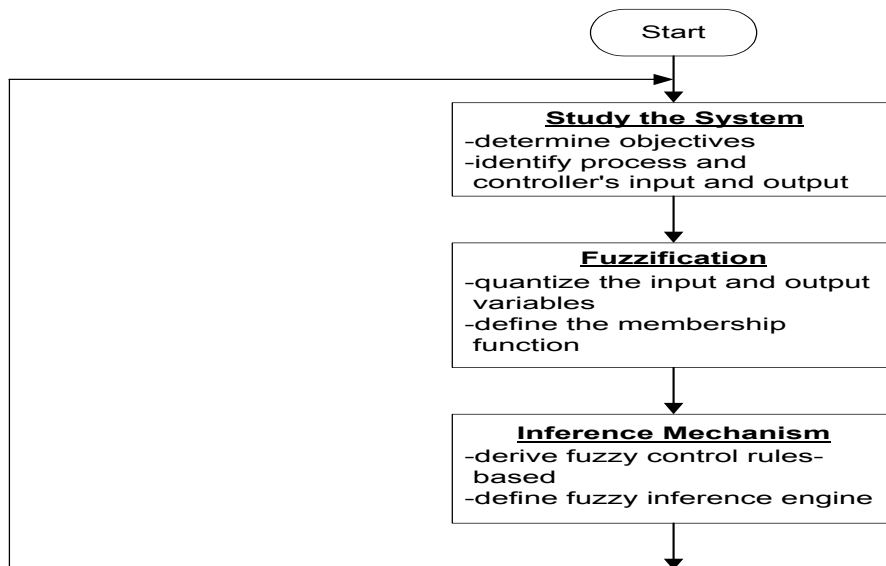 Start
Study the System
-determine objectives
-identify process and
controller's input and output
Fuzzification
-quantize the input and output
variables
-define the membership
function
Inference Mechanism
-derive fuzzy control rules-
based
-define fuzzy inference engine